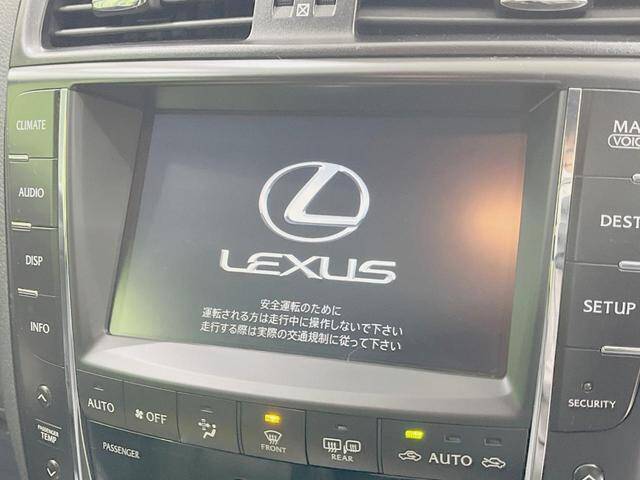 CLIMATE
AUDIO
DISP
INFO
PASSENGER
TEMP
LEXUS
安全運転のために
運転される方は走行中に操作しないで下さい
走行する際は実際の交通規制に従って下さい
MA
VOIC
DEST
SETUP
SECURITY
AUTO
OFF
FRONT
REAR
AUTO
PASSENGER